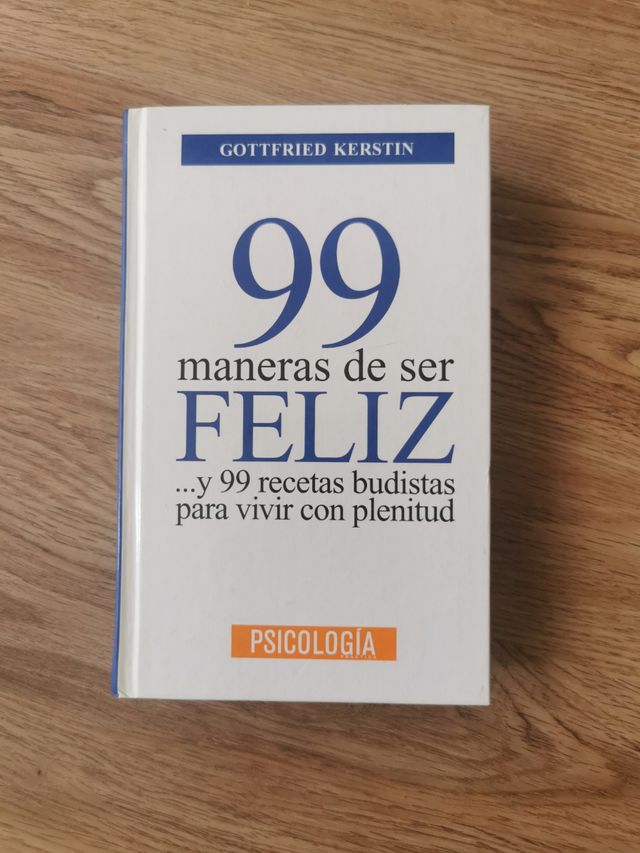 GOTTFRIED KERSTIN
99
maneras de ser
FELIZ
...y 99 recetas budistas
para vivir con plenitud
PSICOLOGÍA